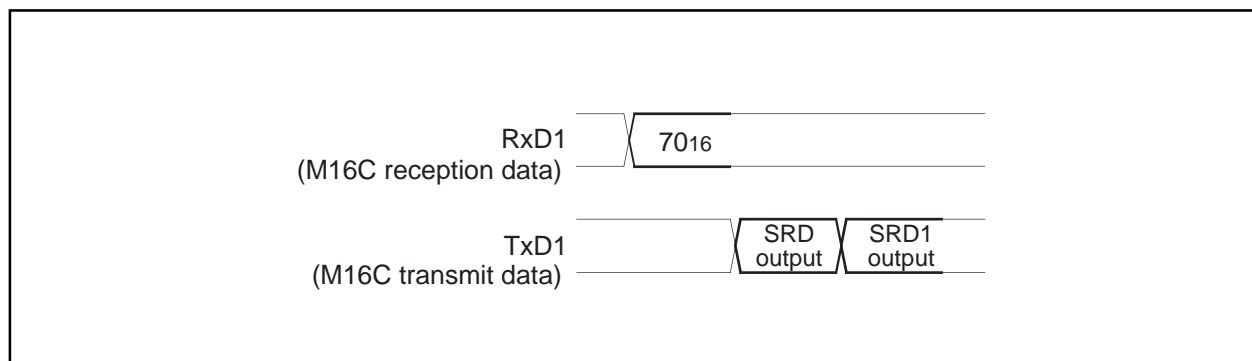 RxD1
(M16C reception data)
7016
TxD1
(M16C transmit data)
SRD
output
SRD1
output